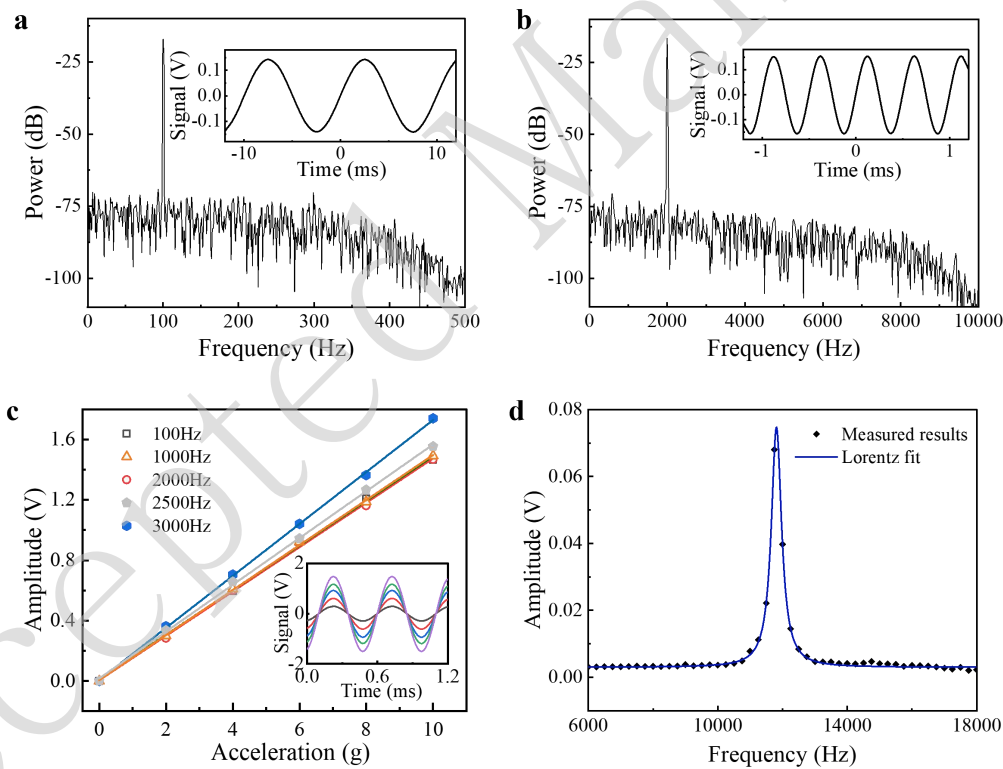 a
-25
-50
-75
-100
Power (dB)
0 100 200 300 400 500
Frequency (Hz)
Signal (V)
0.1
0.0
-0.1
-10 0 10
Time (ms)
b
-25
-50
-75
-100
Power (dB)
0 2000 4000 6000 8000 10000
Frequency (Hz)
Signal (V)
0.1
0.0
-0.1
-1 0 1
Time (ms)
c
1.6
1.2
0.8
0.4
0.0
Amplitude (V)
100Hz
1000Hz
2000Hz
2500Hz
3000Hz
0 2 4 6 8 10
Acceleration (g)
Signal (V)
2
0
-2
0.0 0.6 1.2
Time (ms)
d
0.08
0.06
0.04
0.02
0.00
Amplitude (V)
Measured results
Lorentz fit
6000 10000 14000 18000
Frequency (Hz)
cepted Ma